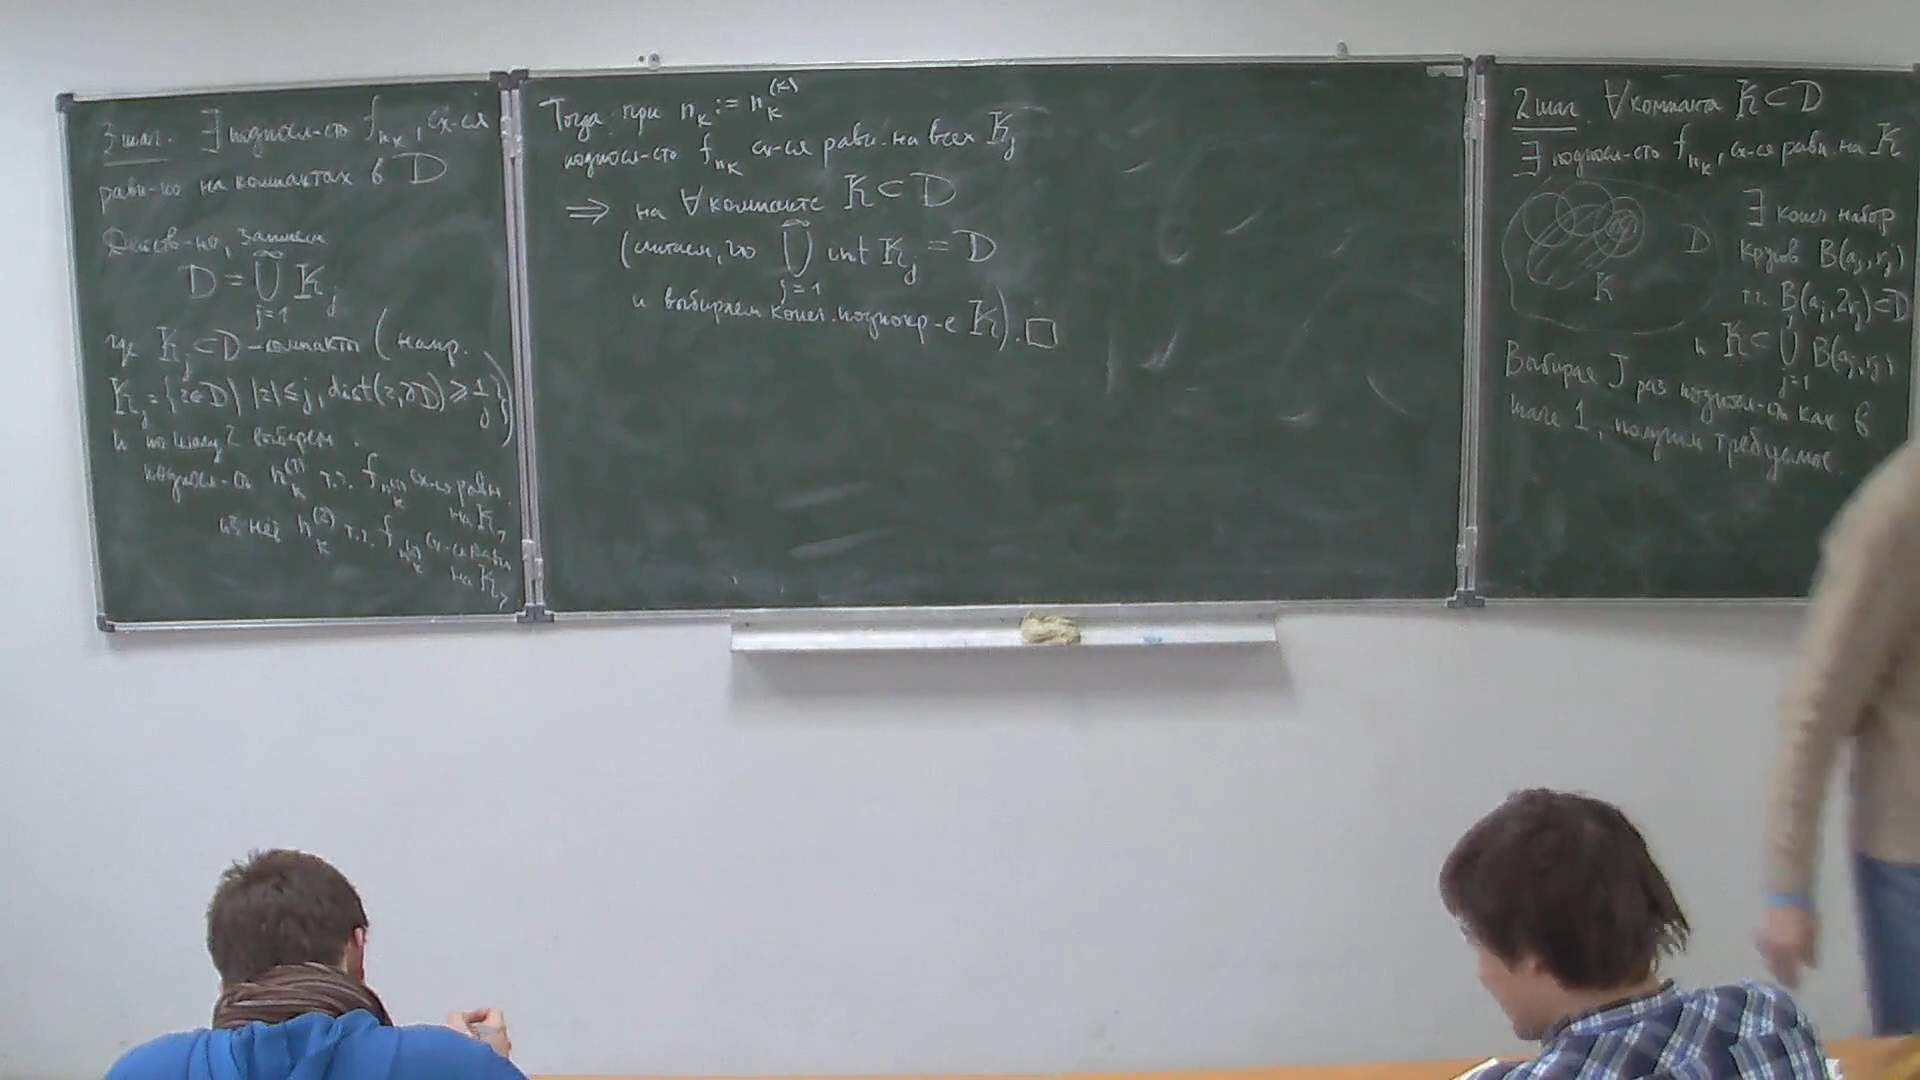 3 шаг. ∃ подпосл-сть f_{n_k}, сх-ся
равн-но на компактах в D
Действ-но, запишем
D = ⋃_{j=1}^∞ K_j
где K_j ⊂ D – компакты (напр.
K_j = {z∈D | |z| ≤ j, dist(z,∂D) ≥ 1/j})
и по шагу 2 выберем
подпосл-ть n_k^{(1)} т.ч. f_{n_k^{(1)}} сх-ся равн.
на K_1
из неё n_k^{(2)} т.ч. f_{n_k^{(2)}} сх-ся равн.
на K_2
Тогда при n_k := n_k^{(k)}
подпосл-сть f_{n_k} сх-ся равн. на всех K_j
⟹ на ∀ компакте K ⊂ D
(считаем, что ⋃_{j=1}^∞ int K_j = D
и выбираем конеч. подпокр-е K). □
2 шаг. ∀ компакта K ⊂ D
∃ подпосл-сть f_{n_k}, сх-ся равн. на K
K
D
∃ конеч набор
кругов B(a_j, r_j)
т.ч. B(a_j, 2r_j) ⊂ D
и K ⊂ ⋃_{j=1}^J B(a_j, r_j)
Выбирая J раз подпосл-ть как в
шаге 1, получим требуемое.